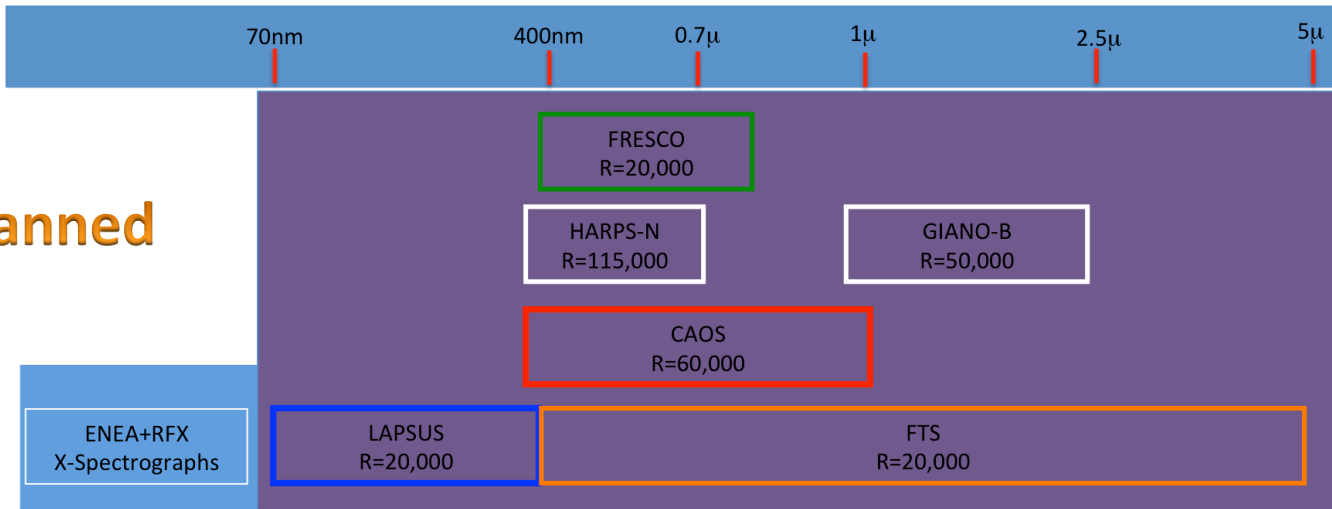 70nm 400nm 0.7μ 1μ 2.5μ 5μ
FRESCO
R=20,000
anned
HARPS-N
R=115,000
GIANO-B
R=50,000
CAOS
R=60,000
ENEA+RFX
X-Spectrographs
LAPSUS
R=20,000
FTS
R=20,000